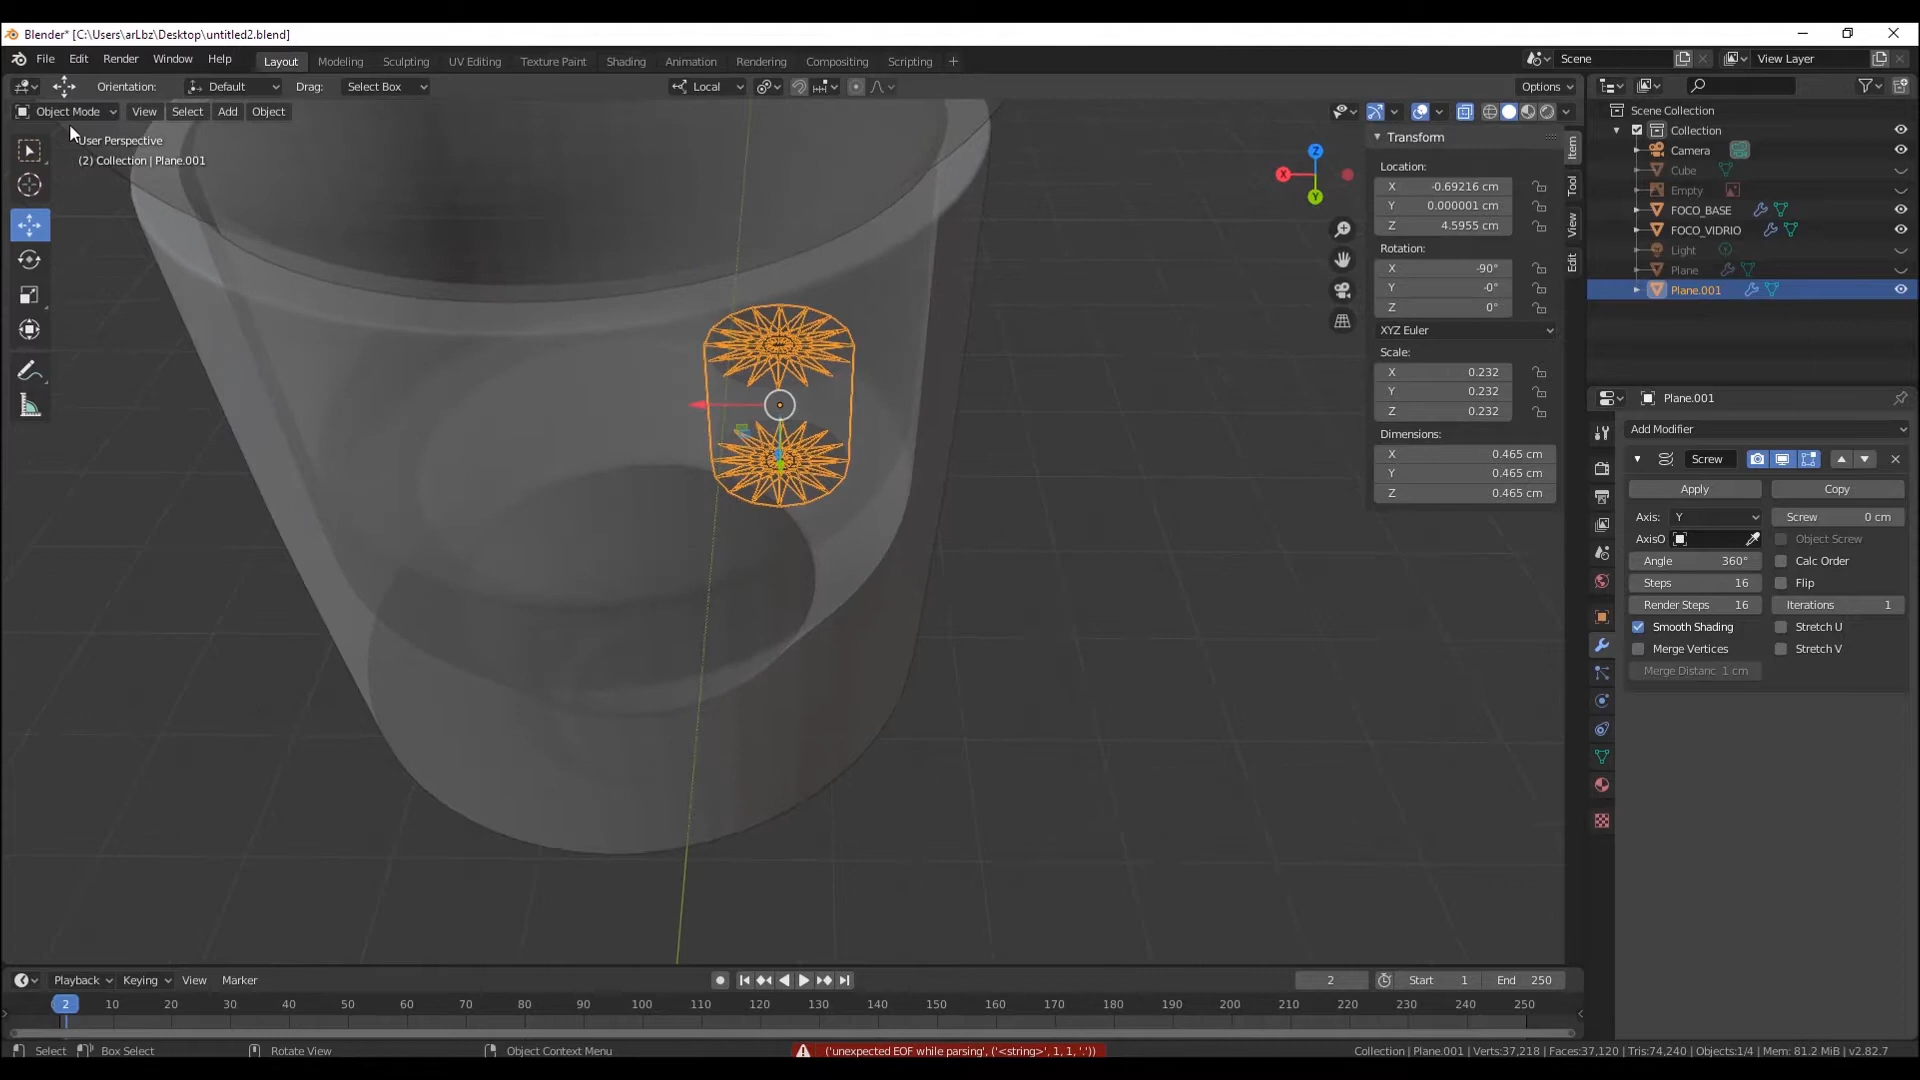 Blender* [C:\Users\arLbz\Desktop\untitled2.blend]
File Edit Render Window Help Layout Modeling Sculpting UV Editing Texture Paint Shading Animation Rendering Compositing Scripting + Scene View Layer
Orientation: Default Drag: Select Box Local Options
Object Mode View Select Add Object
User Perspective
(2) Collection | Plane.001
X
Y
Z
Transform
Location:
X -0.69216 cm
Y 0.000001 cm
Z 4.5955 cm
Rotation:
X -90°
Y -0°
Z 0°
XYZ Euler
Scale:
X 0.232
Y 0.232
Z 0.232
Dimensions:
X 0.465 cm
Y 0.465 cm
Z 0.465 cm
Item
Tool
View
Edit
Scene Collection
Collection
Camera
Cube
Empty
FOCO_BASE
FOCO_VIDRIO
Light
Plane
Plane.001
Plane.001
Add Modifier
Screw
Apply Copy
Axis: Y Screw 0 cm
AxisO Object Screw
Angle 360° Calc Order
Steps 16 Flip
Render Steps 16 Iterations 1
Smooth Shading Stretch U
Merge Vertices Stretch V
Merge Distanc 1 cm
Playback Keying View Marker 2 Start 1 End 250
2 10 20 30 40 50 60 70 80 90 100 110 120 130 140 150 160 170 180 190 200 210 220 230 240 250
Select Box Select Rotate View Object Context Menu ('unexpected EOF while parsing', ('<string>', 1, 1, '.')) Collection | Plane.001 | Verts:37,218 | Faces:37,120 | Tris:74,240 | Objects:1/4 | Mem: 81.2 MiB | v2.82.7